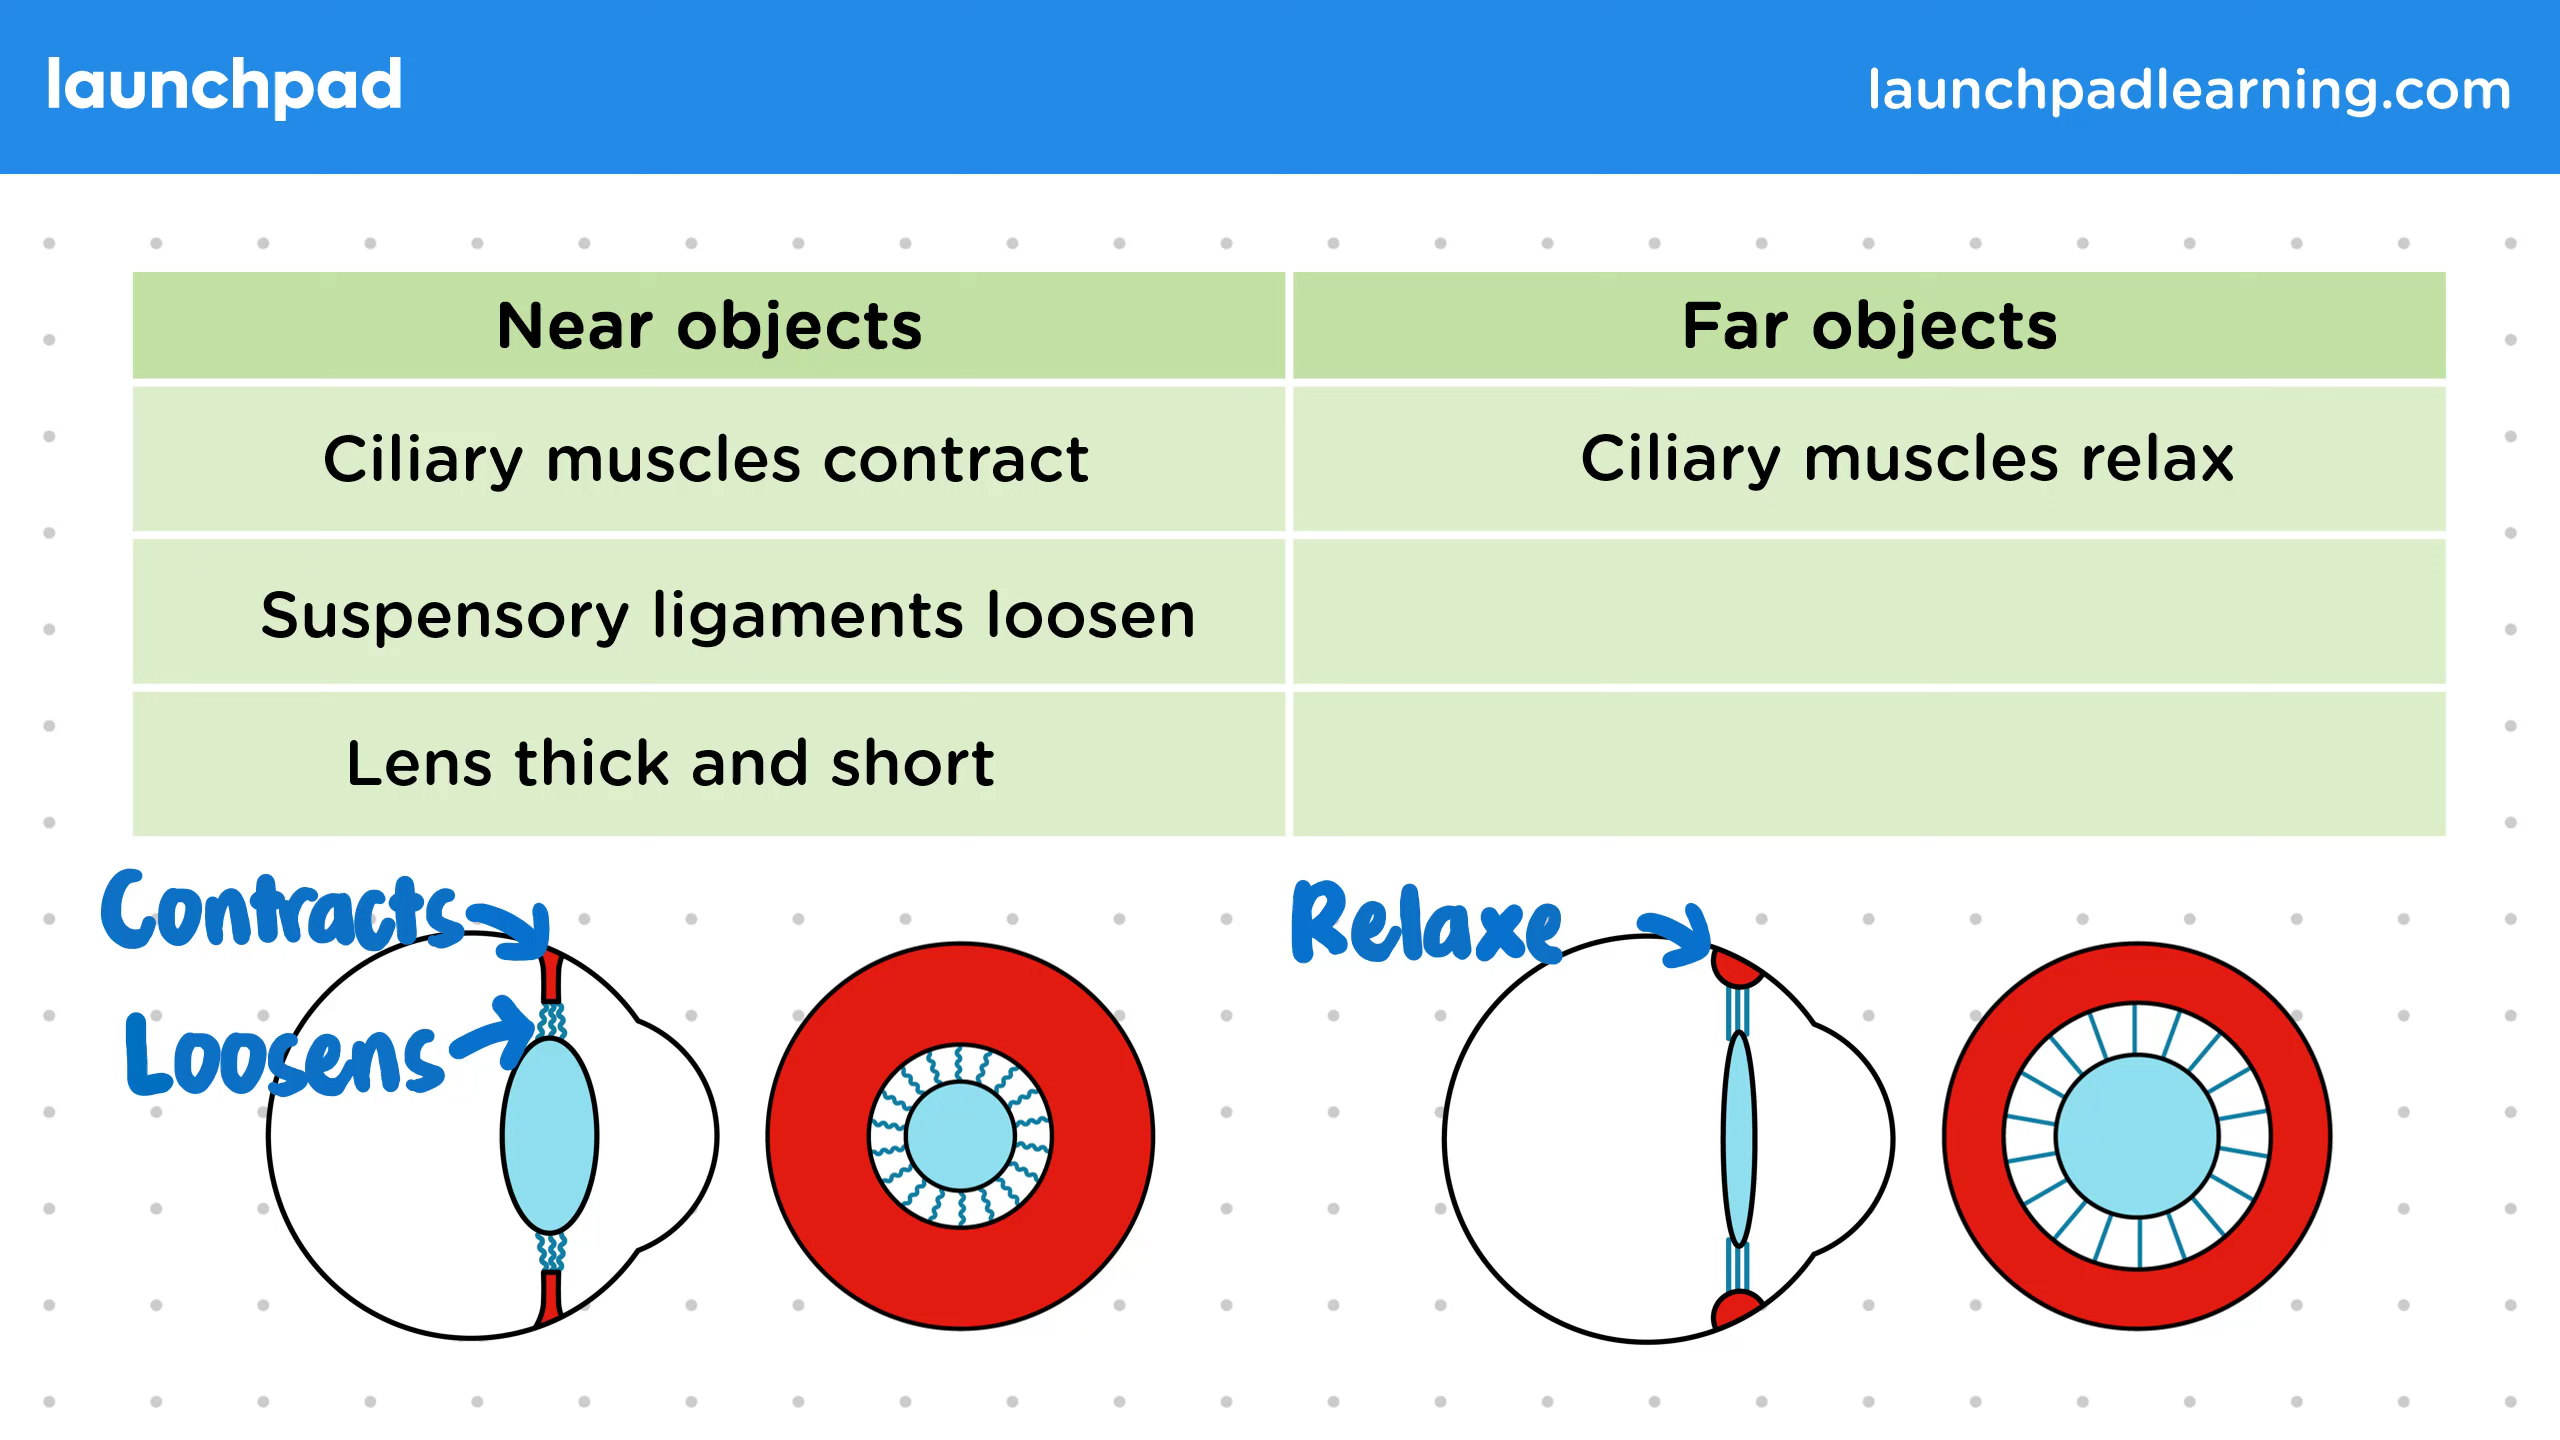 launchpad
launchpadlearning.com
Near objects
Far objects
Ciliary muscles contract
Ciliary muscles relax
Suspensory ligaments loosen
Lens thick and short
Contracts
Relaxe
Loosens